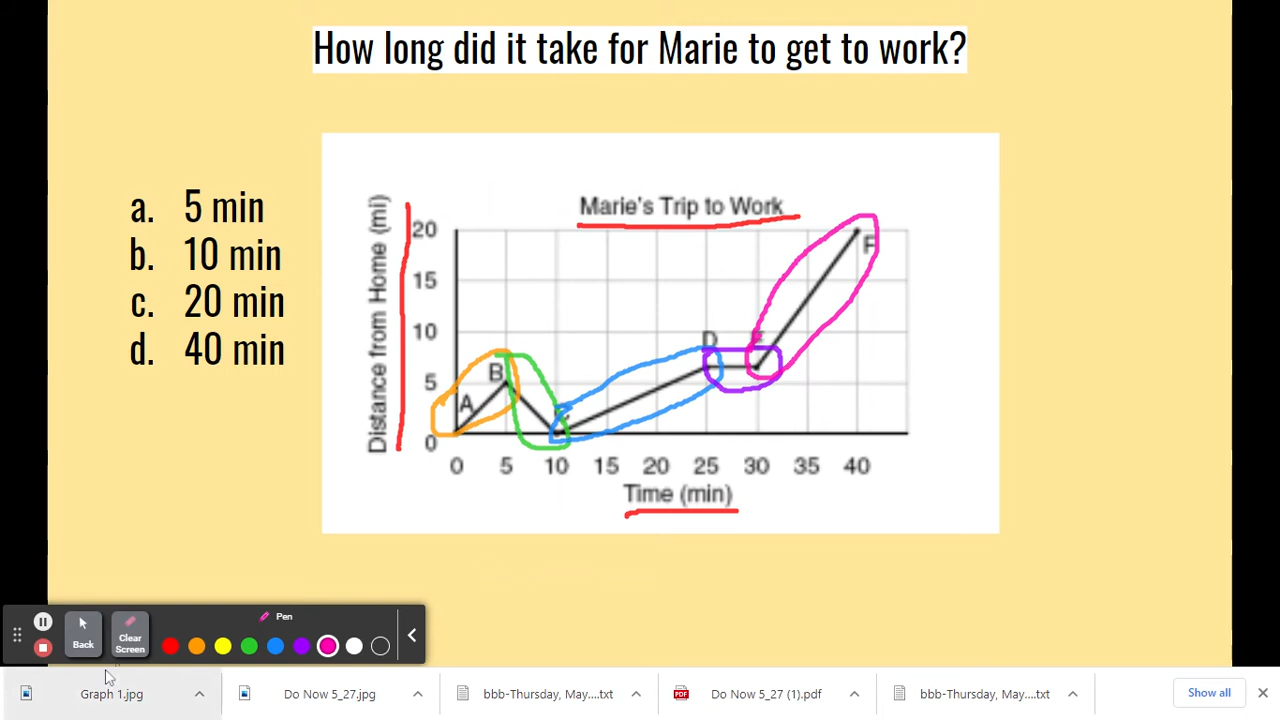 How long did it take for Marie to get to work?
a. 5 min
b. 10 min
c. 20 min
d. 40 min
Marie's Trip to Work
Distance from Home (mi)
20
15
10
5
0
A
B
D
E
F
0 5 10 15 20 25 30 35 40
Time (min)
Pen
Back
Clear Screen
Graph 1.jpg
Do Now 5_27.jpg
bbb-Thursday, May....txt
Do Now 5_27 (1).pdf
bbb-Thursday, May....txt
Show all